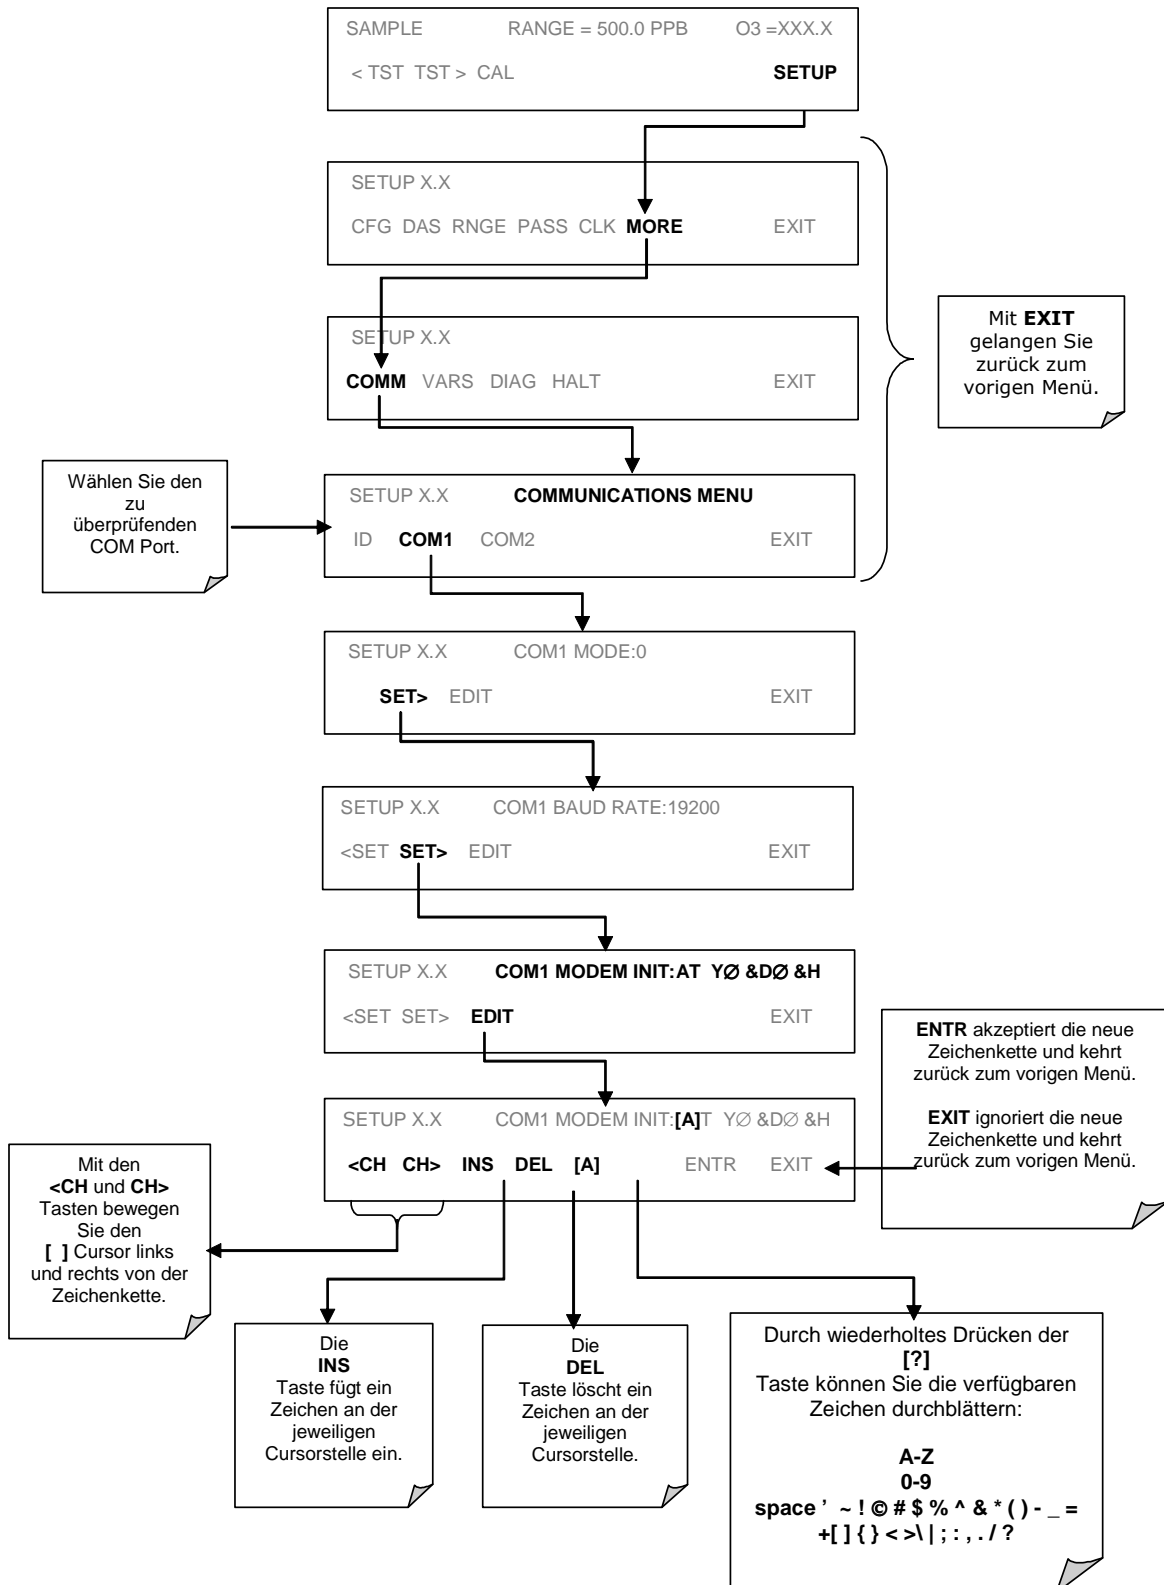 SAMPLE RANGE = 500.0 PPB O3 =XXX.X
< TST TST > CAL SETUP
SETUP X.X
CFG DAS RNGE PASS CLK MORE EXIT
SETUP X.X
COMM VARS DIAG HALT EXIT
Mit EXIT
gelangen Sie
zurück zum
vorigen Menü.
Wählen Sie den
zu
überprüfenden
COM Port.
SETUP X.X COMMUNICATIONS MENU
ID COM1 COM2 EXIT
SETUP X.X COM1 MODE:0
SET> EDIT EXIT
SETUP X.X COM1 BAUD RATE:19200
<SET SET> EDIT EXIT
SETUP X.X COM1 MODEM INIT:AT Y∅ &D∅ &H
<SET SET> EDIT EXIT
ENTR akzeptiert die neue
Zeichenkette und kehrt
zurück zum vorigen Menü.
EXIT ignoriert die neue
Zeichenkette und kehrt
zurück zum vorigen Menü.
SETUP X.X COM1 MODEM INIT:[A]T Y∅ &D∅ &H
<CH CH> INS DEL [A] ENTR EXIT
Mit den
<CH und CH>
Tasten bewegen
Sie den
[ ] Cursor links
und rechts von der
Zeichenkette.
Die
INS
Taste fügt ein
Zeichen an der
jeweiligen
Cursorstelle ein.
Die
DEL
Taste löscht ein
Zeichen an der
jeweiligen
Cursorstelle.
Durch wiederholtes Drücken der
[?]
Taste können Sie die verfügbaren
Zeichen durchblättern:
A-Z
0-9
space ' ~ ! © # $ % ^ & * ( ) - _ =
+[ ] { } < >\ | ; : , . / ?